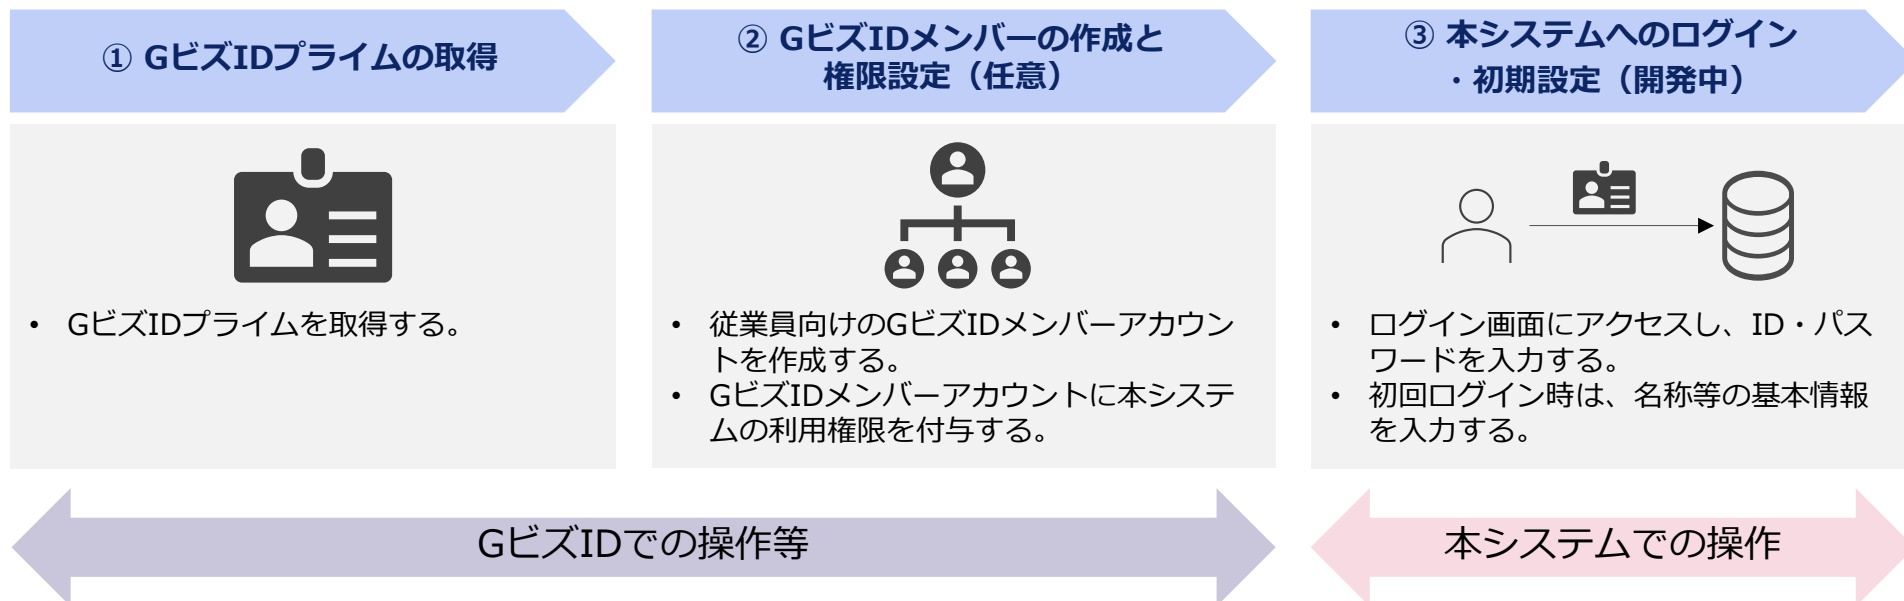 ① GビズIDプライムの取得
② GビズIDメンバーの作成と
権限設定（任意）
③ 本システムへのログイン
・初期設定（開発中）
• GビズIDプライムを取得する。
• 従業員向けのGビズIDメンバーアカウン
トを作成する。
• GビズIDメンバーアカウントに本システ
ムの利用権限を付与する。
• ログイン画面にアクセスし、ID・パス
ワードを入力する。
• 初回ログイン時は、名称等の基本情報
を入力する。
GビズIDでの操作等
本システムでの操作